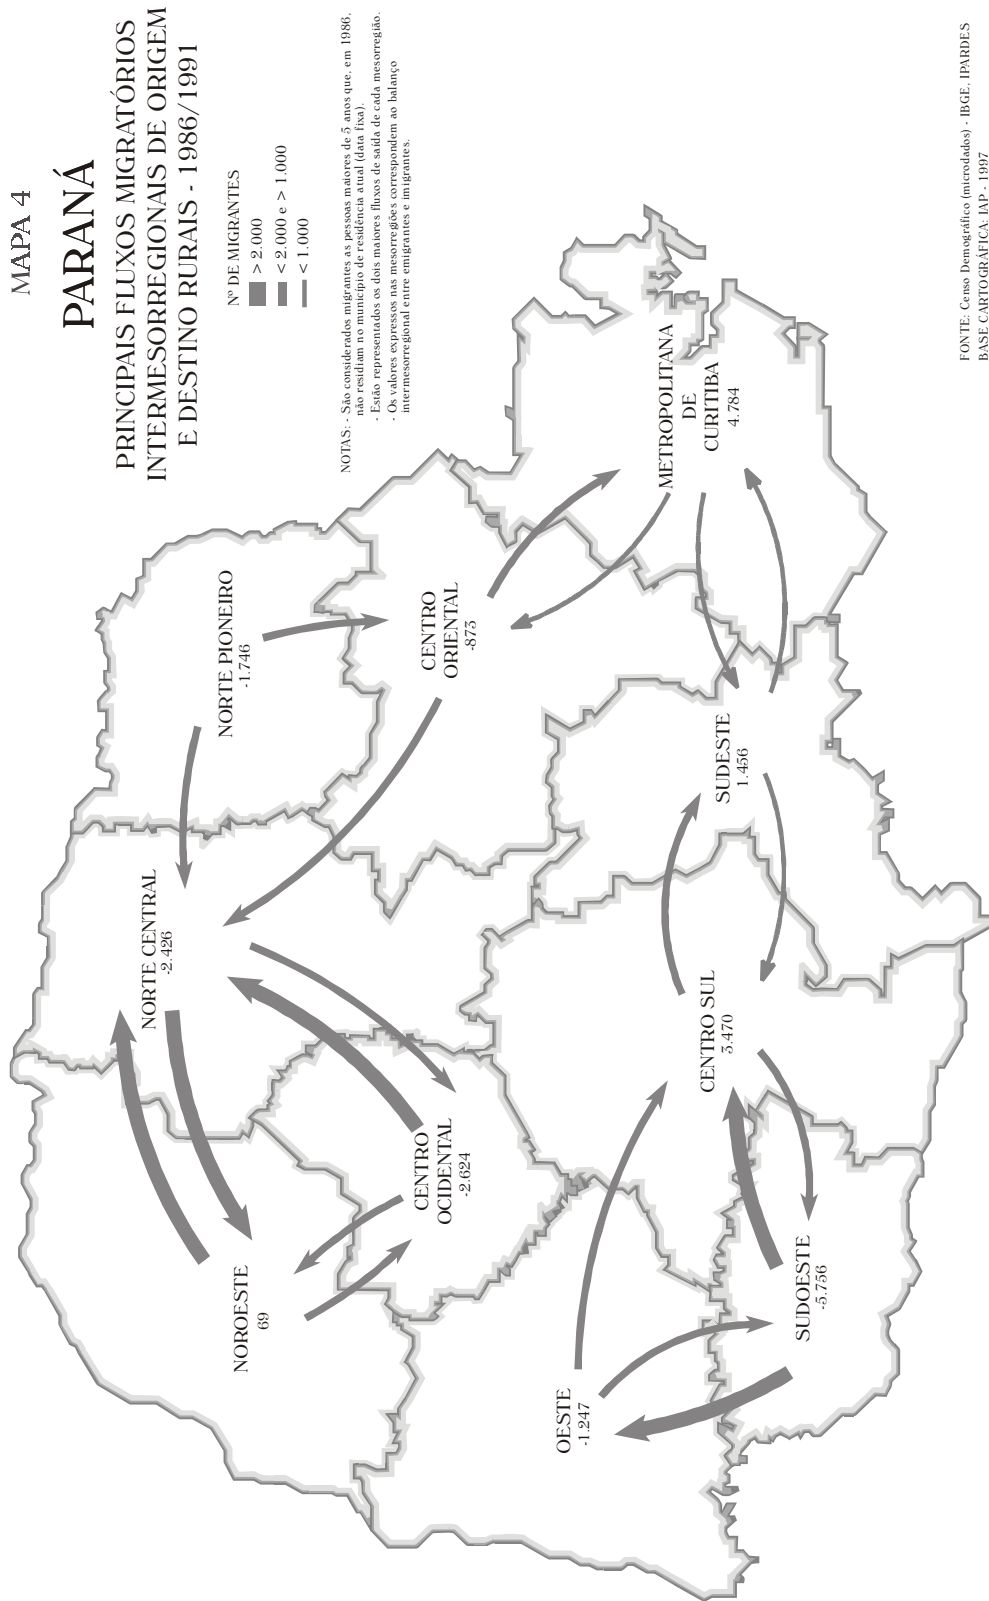 MAPA 4
PARANÁ
PRINCIPAIS FLUXOS MIGRATÓRIOS
INTERMESORREGIONAIS DE ORIGEM
E DESTINO RURAIS - 1986/1991
Nº DE MIGRANTES
> 2.000
< 2.000 e > 1.000
< 1.000
NOTAS: - São considerados migrantes as pessoas maiores de 5 anos que, em 1986,
não residiam no município de residência atual (data fixa).
- Estão representados os dois maiores fluxos de saída de cada mesorregião.
- Os valores expressos nas mesorregiões correspondem ao balanço
intermesorregional entre emigrantes e imigrantes.
NORTE PIONEIRO
-1.746
NORTE CENTRAL
-2.426
NOROESTE
69
CENTRO
ORIENTAL
-873
CENTRO
OCIDENTAL
-2.624
METROPOLITANA
DE
CURITIBA
4.784
SUDESTE
1.456
CENTRO SUL
3.470
OESTE
-1.247
SUDOESTE
-5.756
FONTE: Censo Demográfico (microdados) - IBGE, IPARDES
BASE CARTOGRÁFICA: IAP - 1997